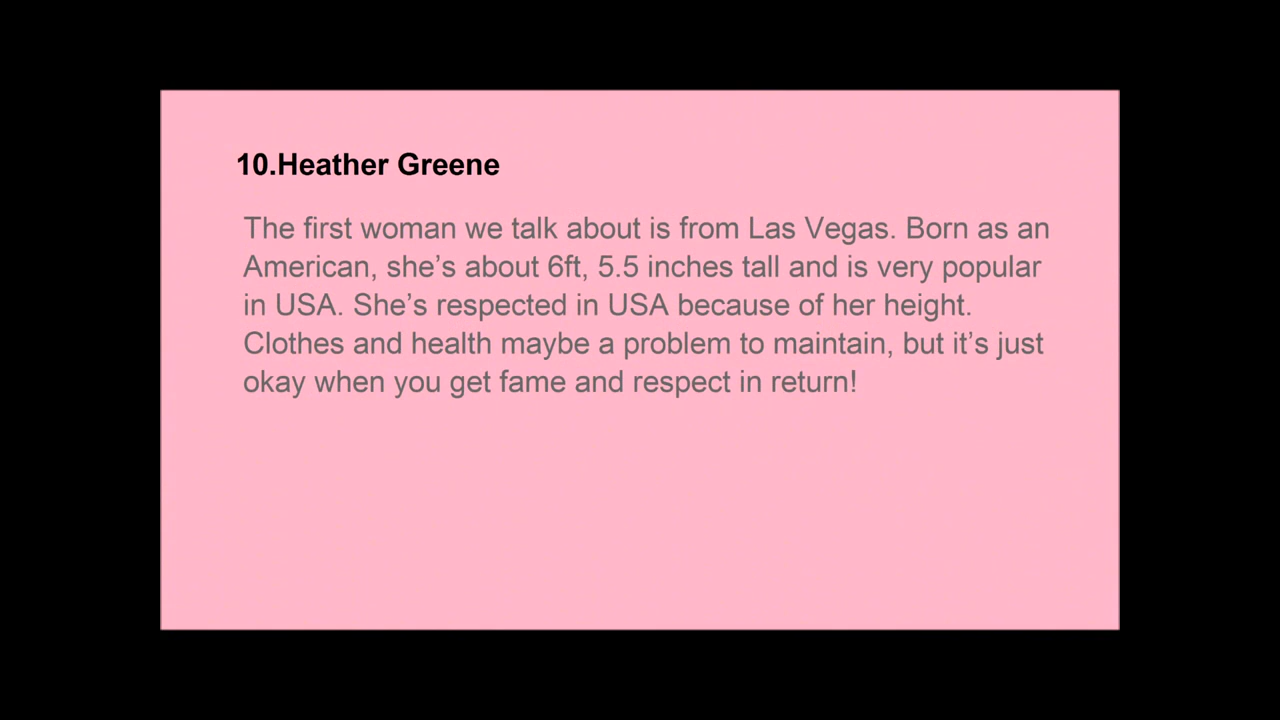 10.Heather Greene
The first woman we talk about is from Las Vegas. Born as an
American, she’s about 6ft, 5.5 inches tall and is very popular
in USA. She’s respected in USA because of her height.
Clothes and health maybe a problem to maintain, but it’s just
okay when you get fame and respect in return!